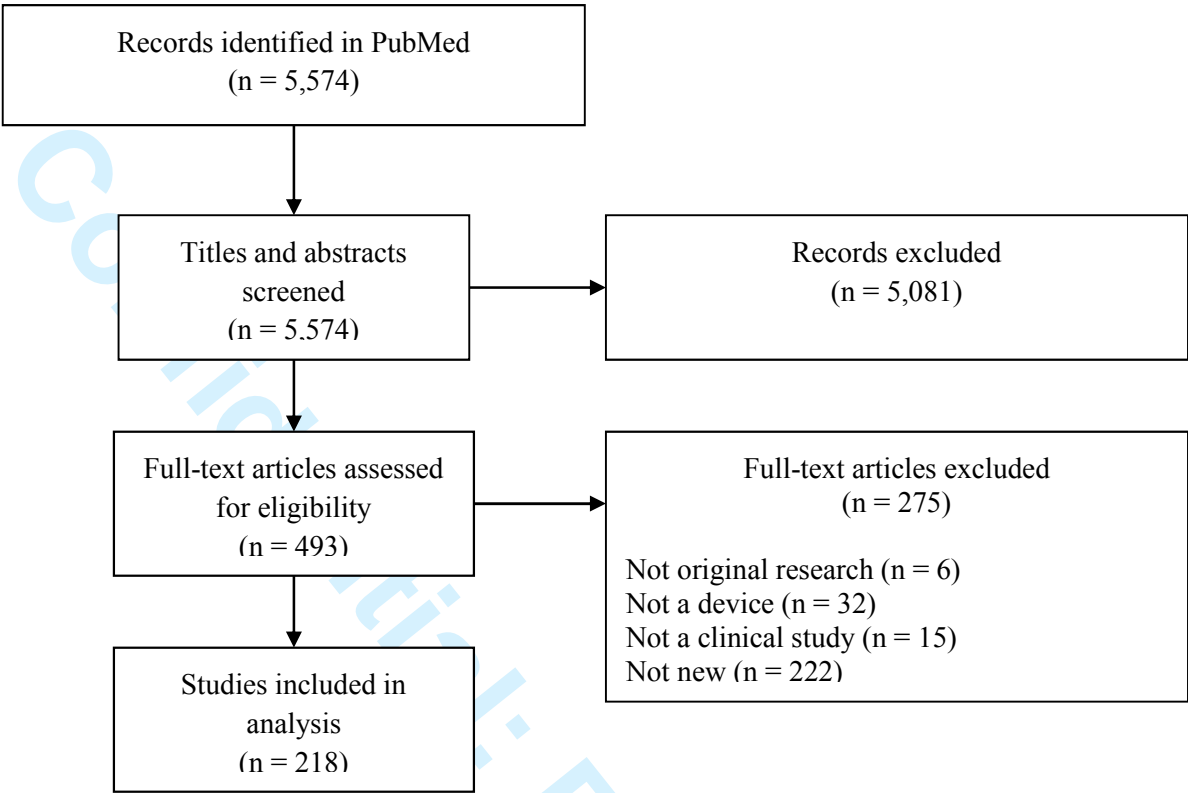 Records identified in PubMed
(n = 5,574)
Titles and abstracts
screened
(n = 5,574)
Records excluded
(n = 5,081)
Full-text articles assessed
for eligibility
(n = 493)
Full-text articles excluded
(n = 275)
Not original research (n = 6)
Not a device (n = 32)
Not a clinical study (n = 15)
Not new (n = 222)
Studies included in
analysis
(n = 218)